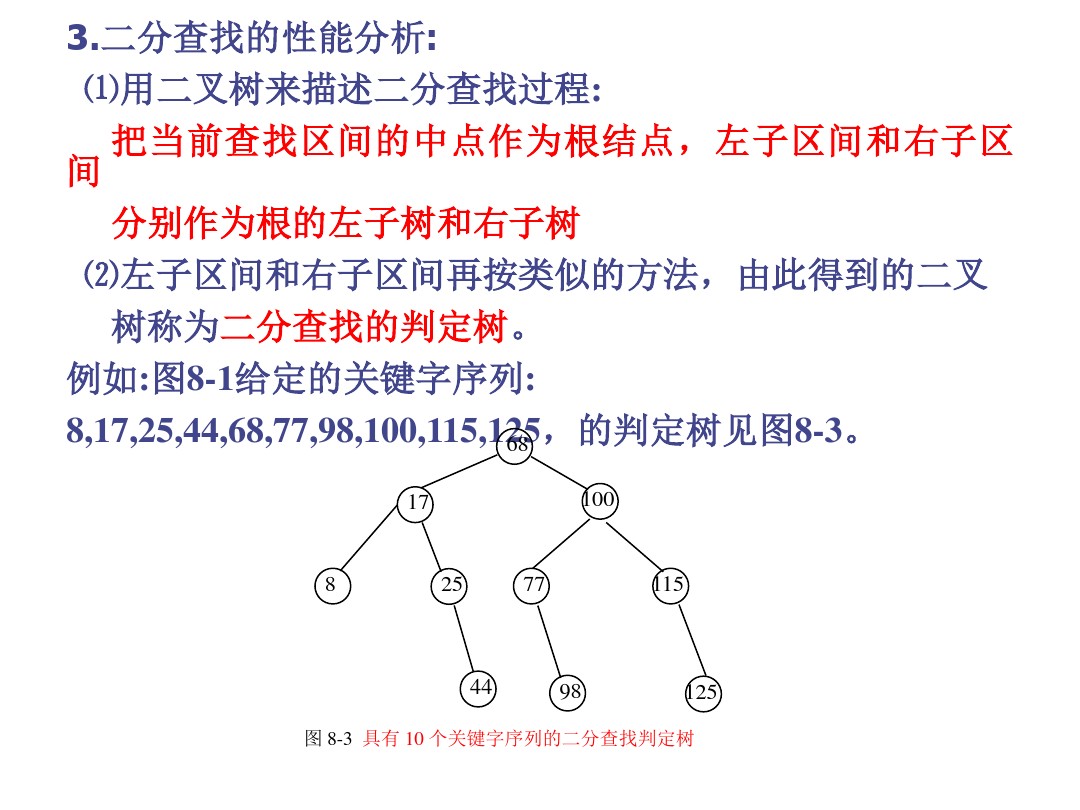 3.二分查找的性能分析:
⑴用二叉树来描述二分查找过程:
把当前查找区间的中点作为根结点，左子区间和右子区
间
分别作为根的左子树和右子树
⑵左子区间和右子区间再按类似的方法，由此得到的二叉
树称为二分查找的判定树。
例如:图8-1给定的关键字序列:
8,17,25,44,68,77,98,100,115,125，的判定树见图8-3。
68
17
100
8
25
77
115
44
98
125
图 8-3 具有 10 个关键字序列的二分查找判定树